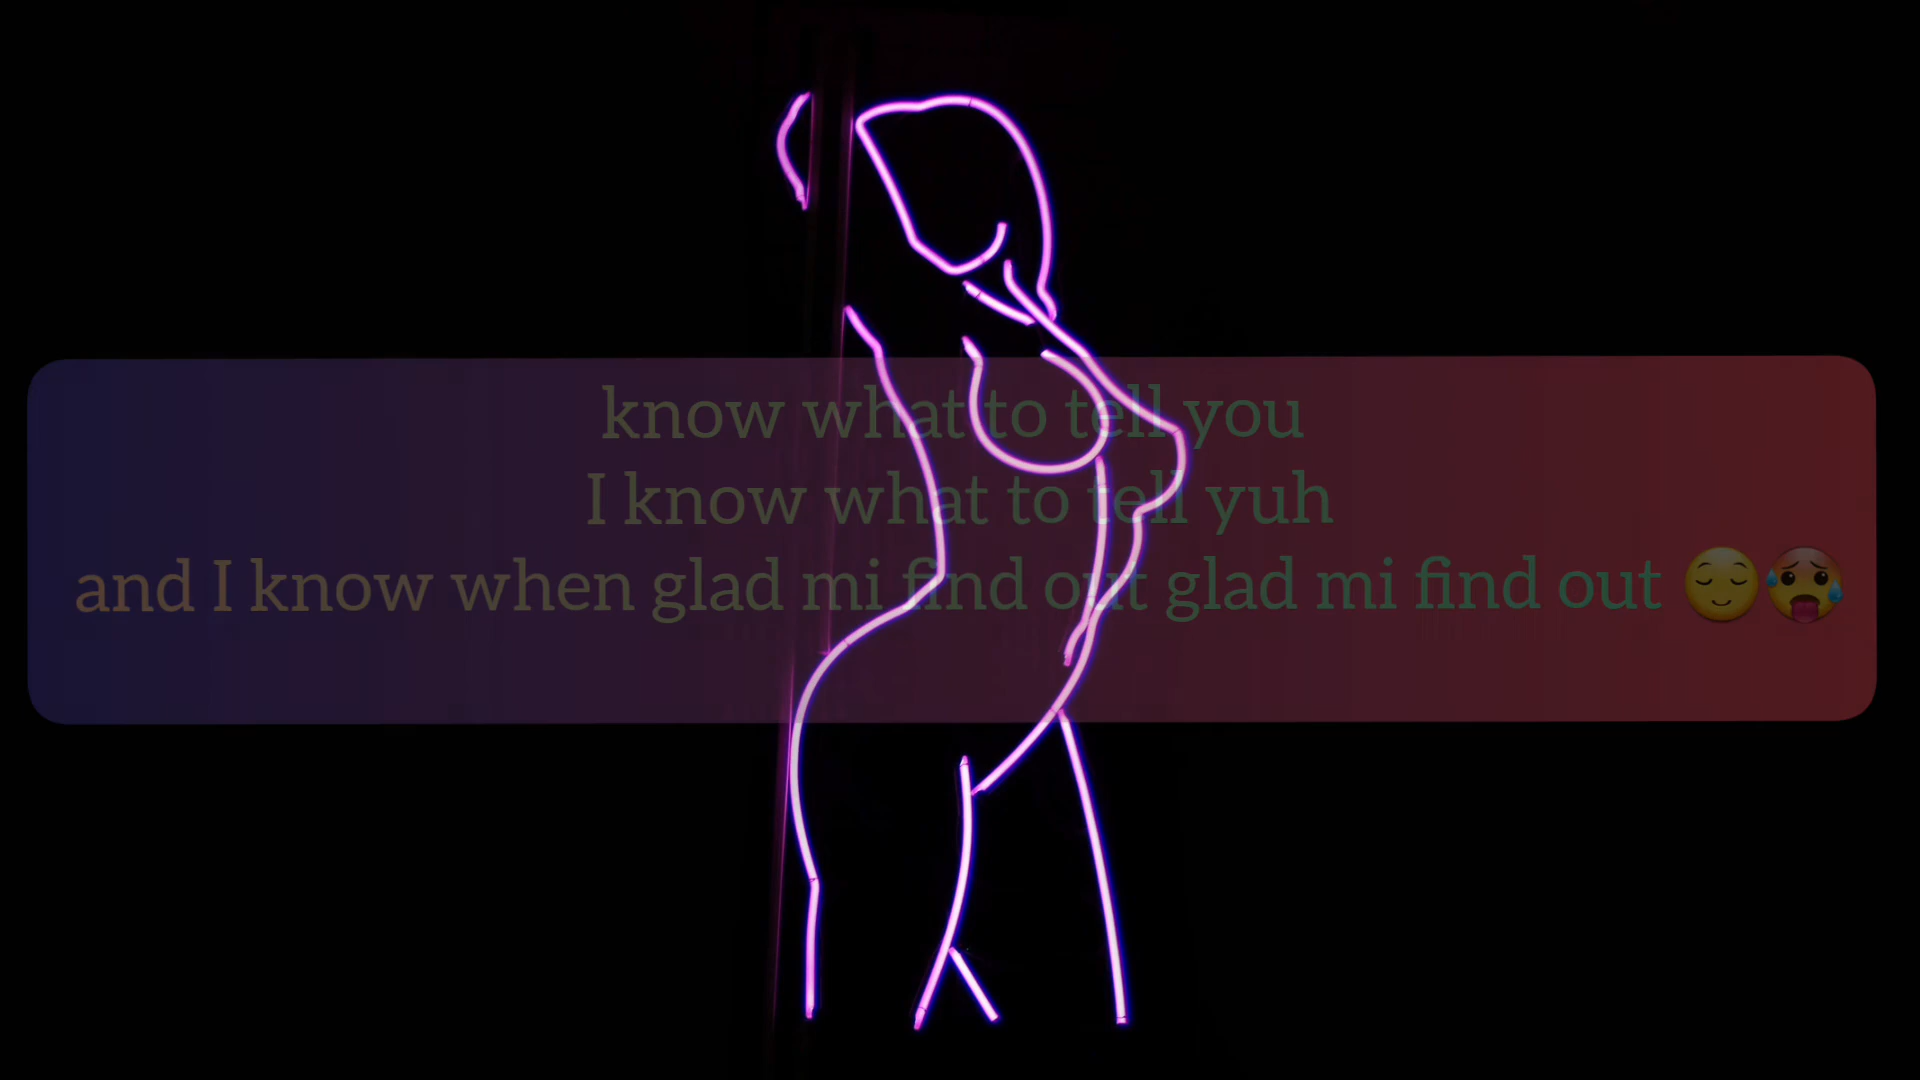 know what to tell you
I know what to tell yuh
and I know when glad mi find out glad mi find out 😌🥵